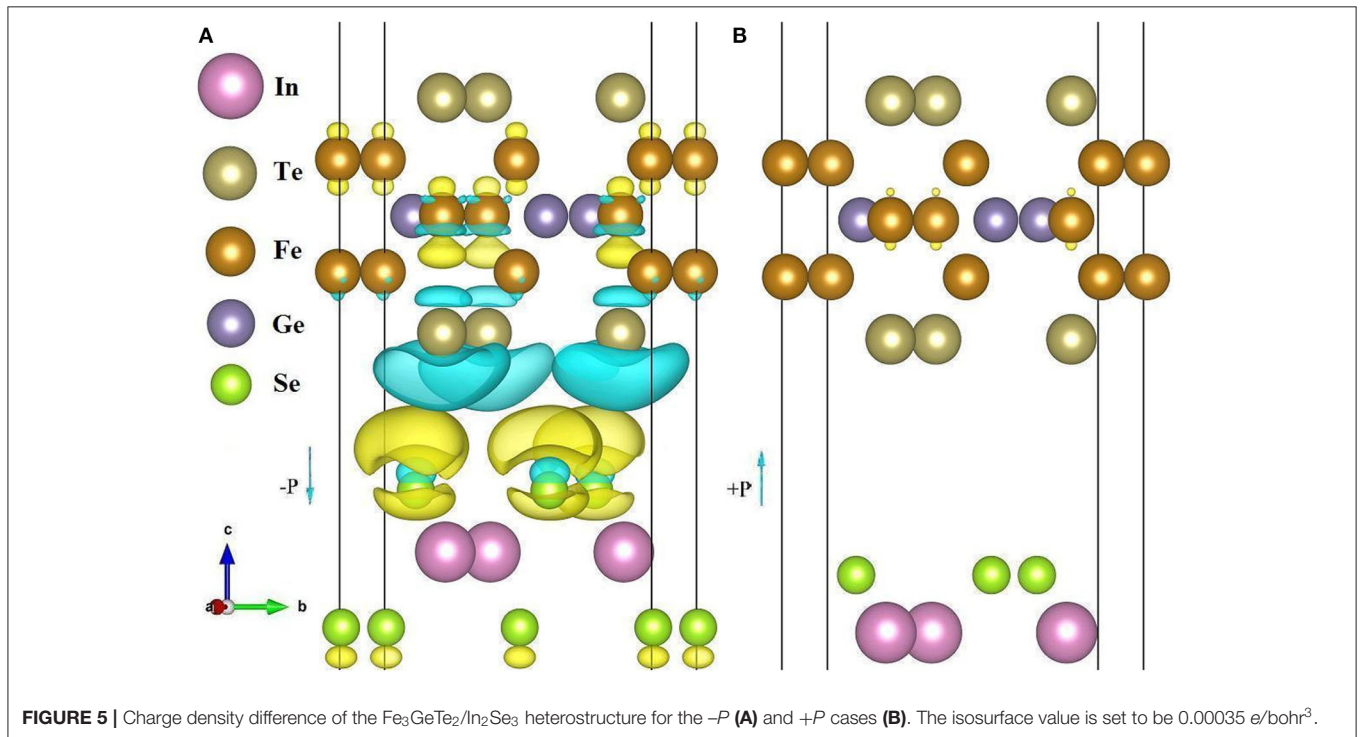 A
B
In
Te
Fe
Ge
Se
-P
+P
c
a
b
FIGURE 5 | Charge density difference of the Fe₃GeTe₂/In₂Se₃ heterostructure for the –P (A) and +P cases (B). The isosurface value is set to be 0.00035 e/bohr³.